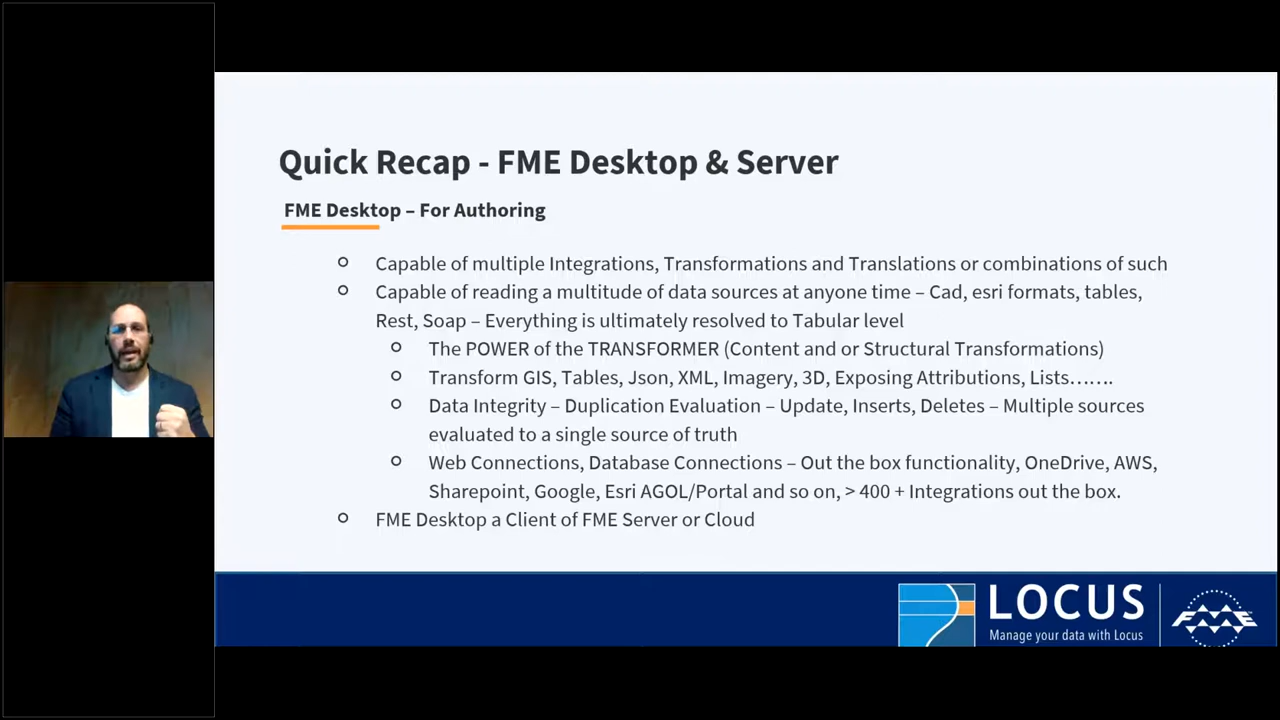 Quick Recap - FME Desktop & Server
FME Desktop – For Authoring
Capable of multiple Integrations, Transformations and Translations or combinations of such
Capable of reading a multitude of data sources at anyone time – Cad, esri formats, tables,
Rest, Soap – Everything is ultimately resolved to Tabular level
The POWER of the TRANSFORMER (Content and or Structural Transformations)
Transform GIS, Tables, Json, XML, Imagery, 3D, Exposing Attributions, Lists…….
Data Integrity – Duplication Evaluation – Update, Inserts, Deletes – Multiple sources
evaluated to a single source of truth
Web Connections, Database Connections – Out the box functionality, OneDrive, AWS,
Sharepoint, Google, Esri AGOL/Portal and so on, > 400 + Integrations out the box.
FME Desktop a Client of FME Server or Cloud
LOCUS
Manage your data with Locus
FME